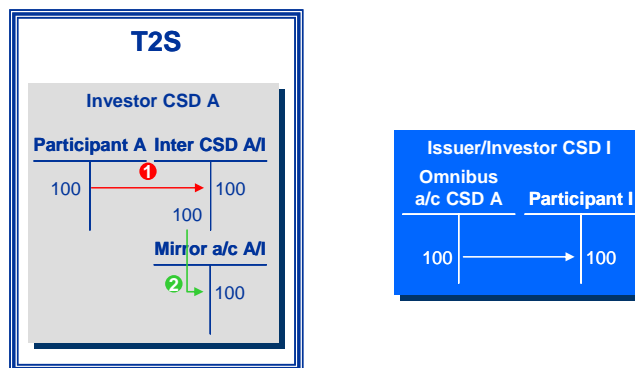 T2S
Investor CSD A
Participant A Inter CSD A/I
1
100 100
100
Mirror a/c A/I
2
100
Issuer/Investor CSD I
Omnibus
a/c CSD A Participant I
100 100